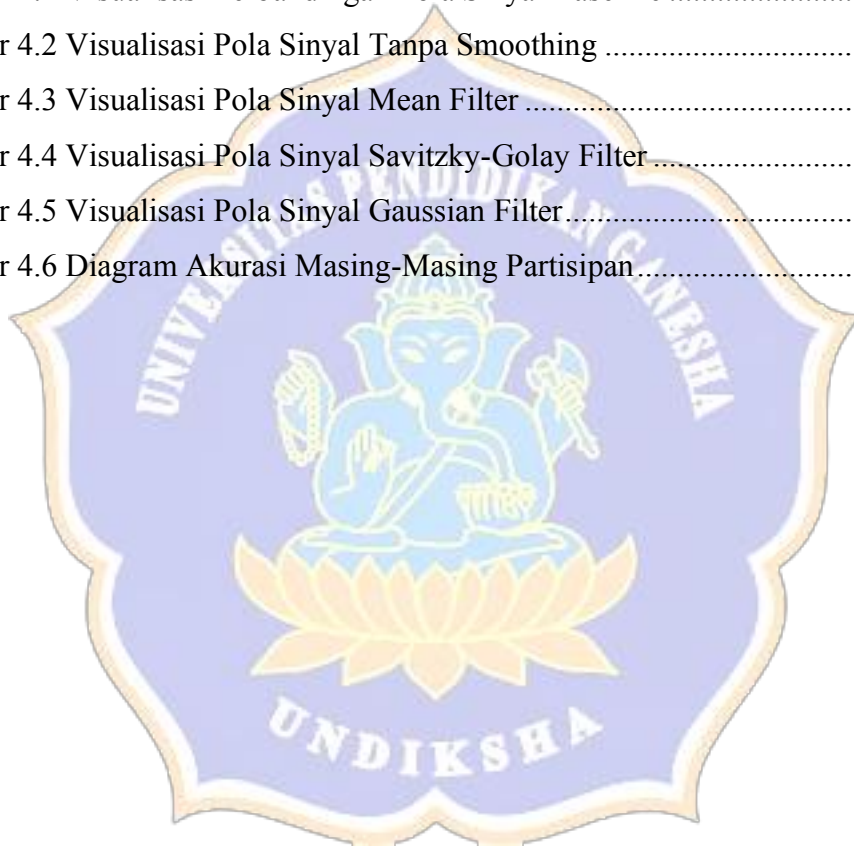 r 4.2 Visualisasi Pola Sinyal Tanpa Smoothing ................................
r 4.3 Visualisasi Pola Sinyal Mean Filter ..........................................
r 4.4 Visualisasi Pola Sinyal Savitzky-Golay Filter .........................
r 4.5 Visualisasi Pola Sinyal Gaussian Filter .....................................
r 4.6 Diagram Akurasi Masing-Masing Partisipan ...........................
UNIVERSITAS PENDIDIKAN GANESHA
UNDIKSHA